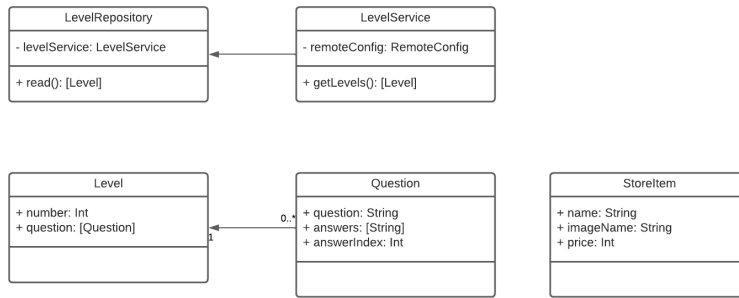 LevelRepository
- levelService: LevelService
+ read(): [Level]
LevelService
- remoteConfig: RemoteConfig
+ getLevels(): [Level]
Level
+ number: Int
+ question: [Question]
1
0..*
Question
+ question: String
+ answers: [String]
+ answerIndex: Int
StoreItem
+ name: String
+ imageName: String
+ price: Int